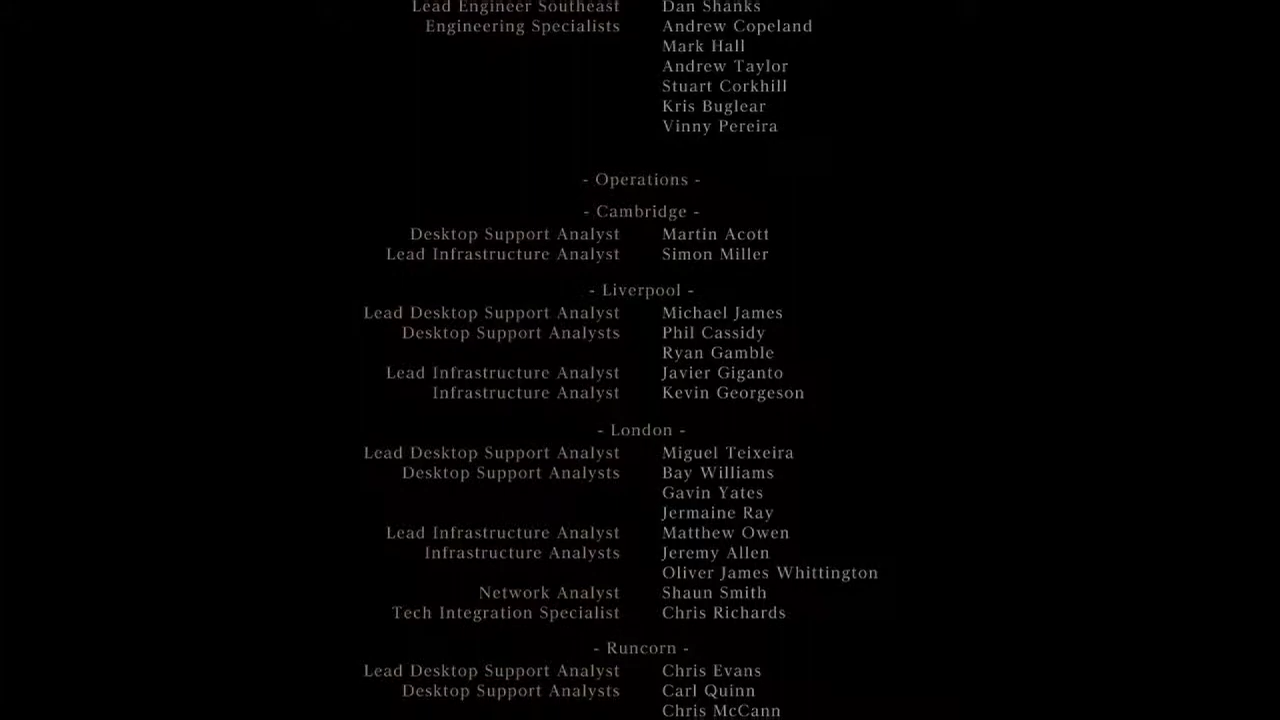 Lead Engineer Southeast Dan Shanks
Engineering Specialists Andrew Copeland
Mark Hall
Andrew Taylor
Stuart Corkhill
Kris Buglear
Vinny Pereira
- Operations -
- Cambridge -
Desktop Support Analyst Martin Acott
Lead Infrastructure Analyst Simon Miller
- Liverpool -
Lead Desktop Support Analyst Michael James
Desktop Support Analysts Phil Cassidy
Ryan Gamble
Lead Infrastructure Analyst Javier Giganto
Infrastructure Analyst Kevin Georgeson
- London -
Lead Desktop Support Analyst Miguel Teixeira
Desktop Support Analysts Bay Williams
Gavin Yates
Jermaine Ray
Lead Infrastructure Analyst Matthew Owen
Infrastructure Analysts Jeremy Allen
Oliver James Whittington
Network Analyst Shaun Smith
Tech Integration Specialist Chris Richards
- Runcorn -
Lead Desktop Support Analyst Chris Evans
Desktop Support Analysts Carl Quinn
Chris McCann